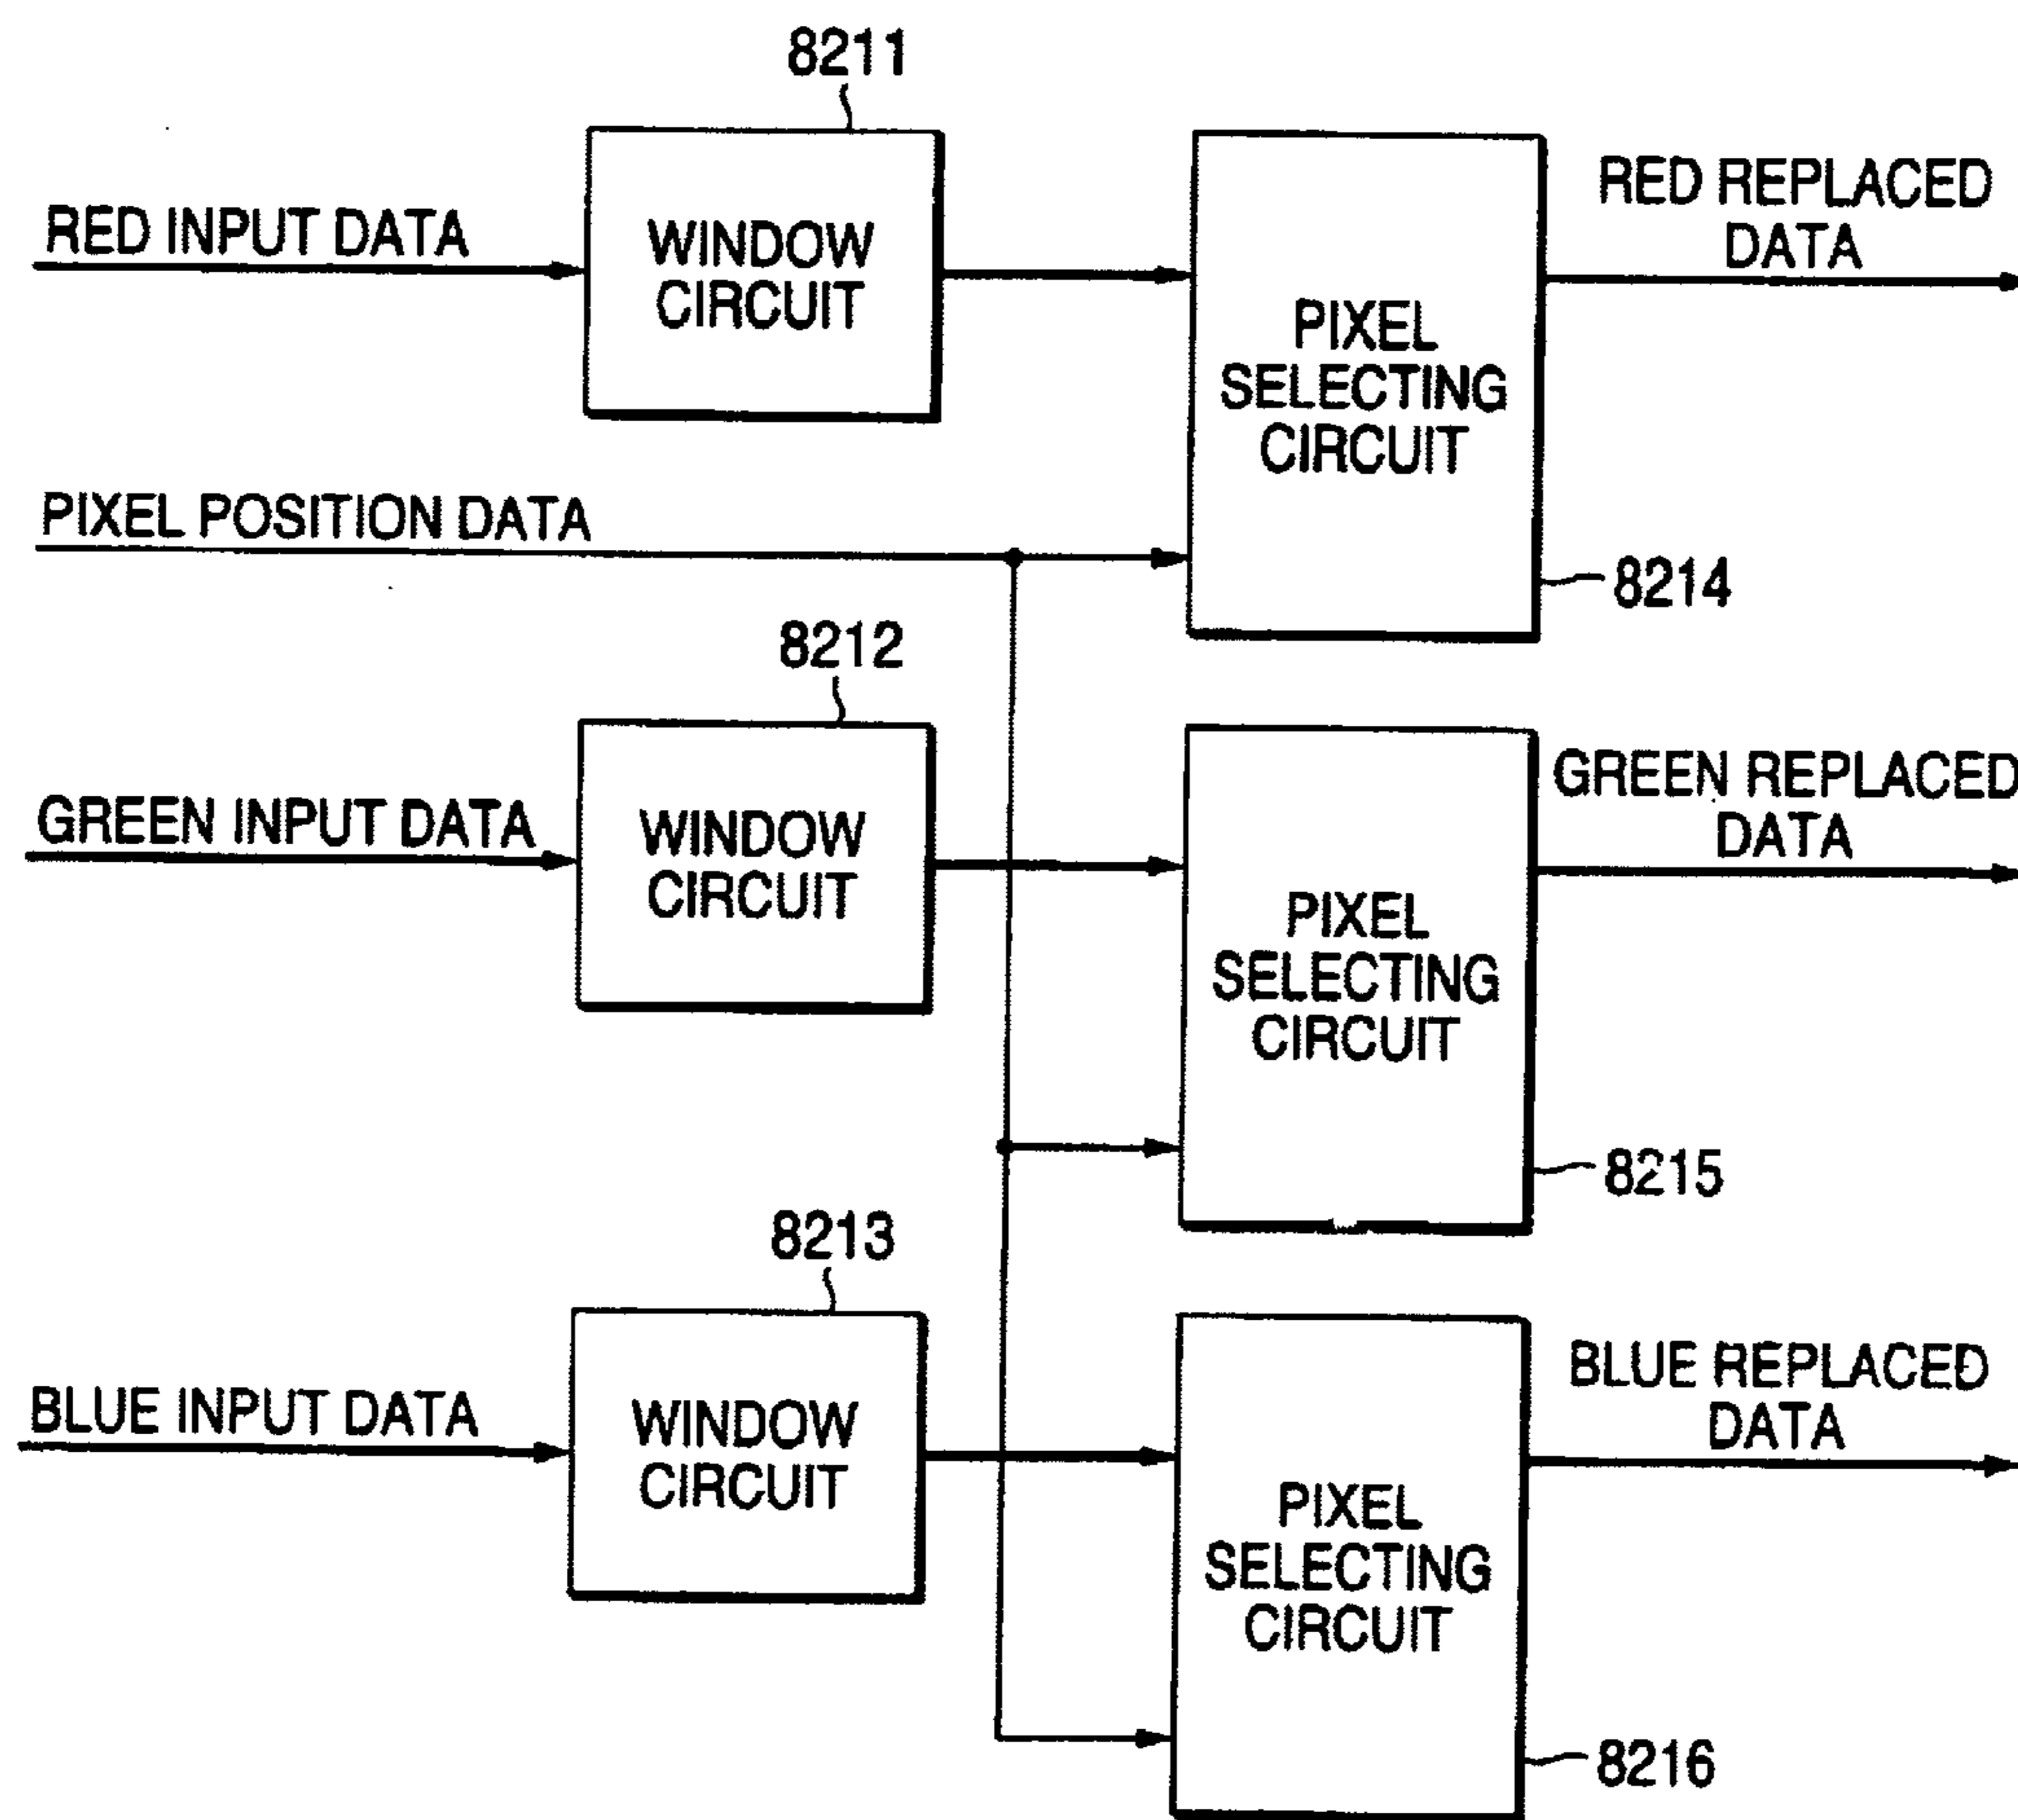 8211
RED INPUT DATA
WINDOW
CIRCUIT
PIXEL
SELECTING
CIRCUIT
RED REPLACED
DATA
PIXEL POSITION DATA
8214
8212
GREEN INPUT DATA
WINDOW
CIRCUIT
PIXEL
SELECTING
CIRCUIT
GREEN REPLACED
DATA
8215
8213
BLUE INPUT DATA
WINDOW
CIRCUIT
PIXEL
SELECTING
CIRCUIT
BLUE REPLACED
DATA
8216